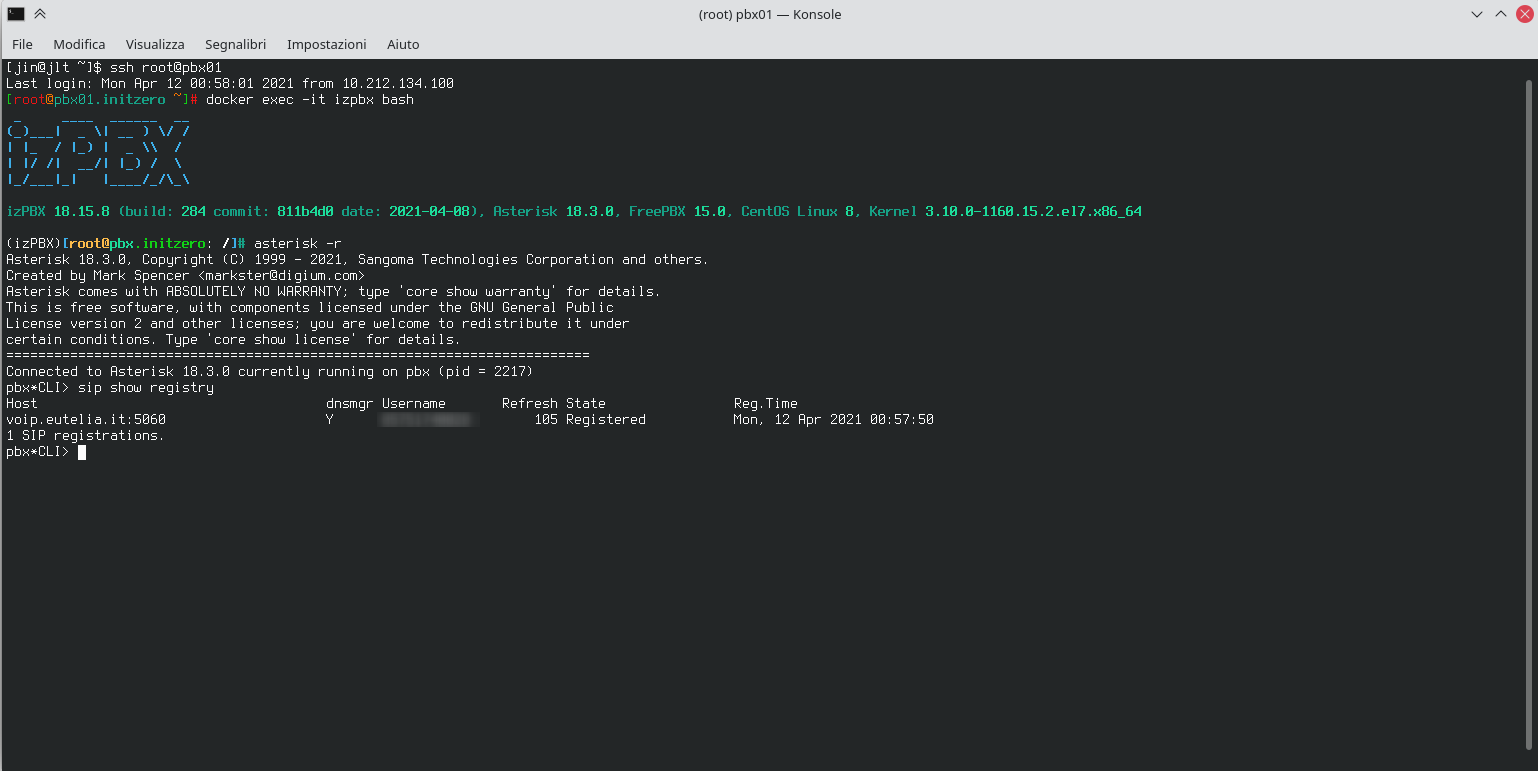 (root) pbx01 — Konsole
File Modifica Visualizza Segnalibri Impostazioni Aiuto
[jin@jlt ~]$ ssh root@pbx01
Last login: Mon Apr 12 00:58:01 2021 from 10.212.134.100
[root@pbx01.initzero ~]# docker exec -it izpbx bash
izPBX
izPBX 18.15.8 (build: 284 commit: 811b4d0 date: 2021-04-08), Asterisk 18.3.0, FreePBX 15.0, CentOS Linux 8, Kernel 3.10.0-1160.15.2.el7.x86_64
(izPBX)[root@pbx.initzero: /]# asterisk -r
Asterisk 18.3.0, Copyright (C) 1999 - 2021, Sangoma Technologies Corporation and others.
Created by Mark Spencer <markster@digium.com>
Asterisk comes with ABSOLUTELY NO WARRANTY; type 'core show warranty' for details.
This is free software, with components licensed under the GNU General Public
License version 2 and other licenses; you are welcome to redistribute it under
certain conditions. Type 'core show license' for details.
=========================================================================
Connected to Asterisk 18.3.0 currently running on pbx (pid = 2217)
pbx*CLI> sip show registry
Host dnsmgr Username Refresh State Reg.Time
voip.eutelia.it:5060 Y 105 Registered Mon, 12 Apr 2021 00:57:50
1 SIP registrations.
pbx*CLI>